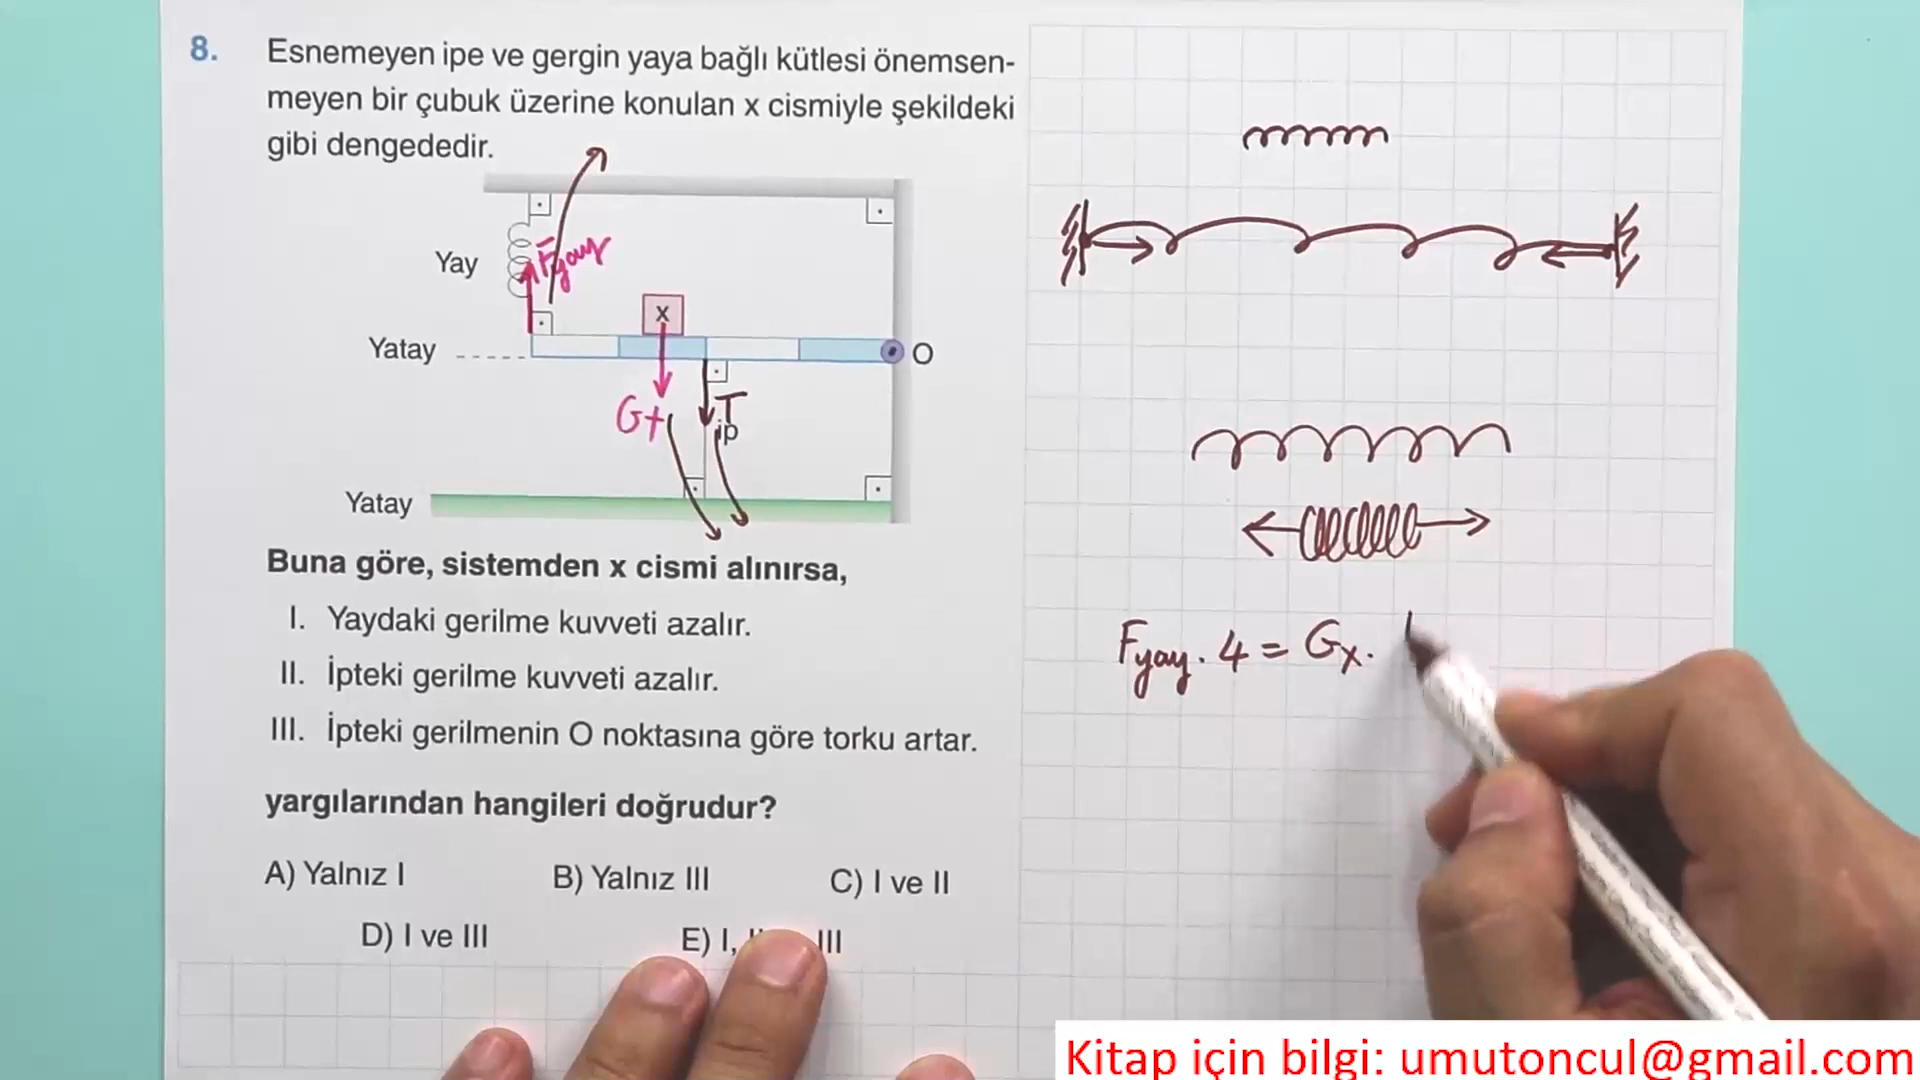 8. Esnemeyen ipe ve gergin yaya bağlı kütlesi önemsen-
meyen bir çubuk üzerine konulan x cismiyle şekildeki
gibi dengededir.
Yay
Fyay
x
Yatay
O
G
T
ip
Yatay
Buna göre, sistemden x cismi alınırsa,
I. Yaydaki gerilme kuvveti azalır.
II. İpteki gerilme kuvveti azalır.
III. İpteki gerilmenin O noktasına göre torku artar.
yargılarından hangileri doğrudur?
A) Yalnız I B) Yalnız III C) I ve II
D) I ve III E) I, III
Fyay. 4 = Gx.
Kitap için bilgi: umutoncul@gmail.com